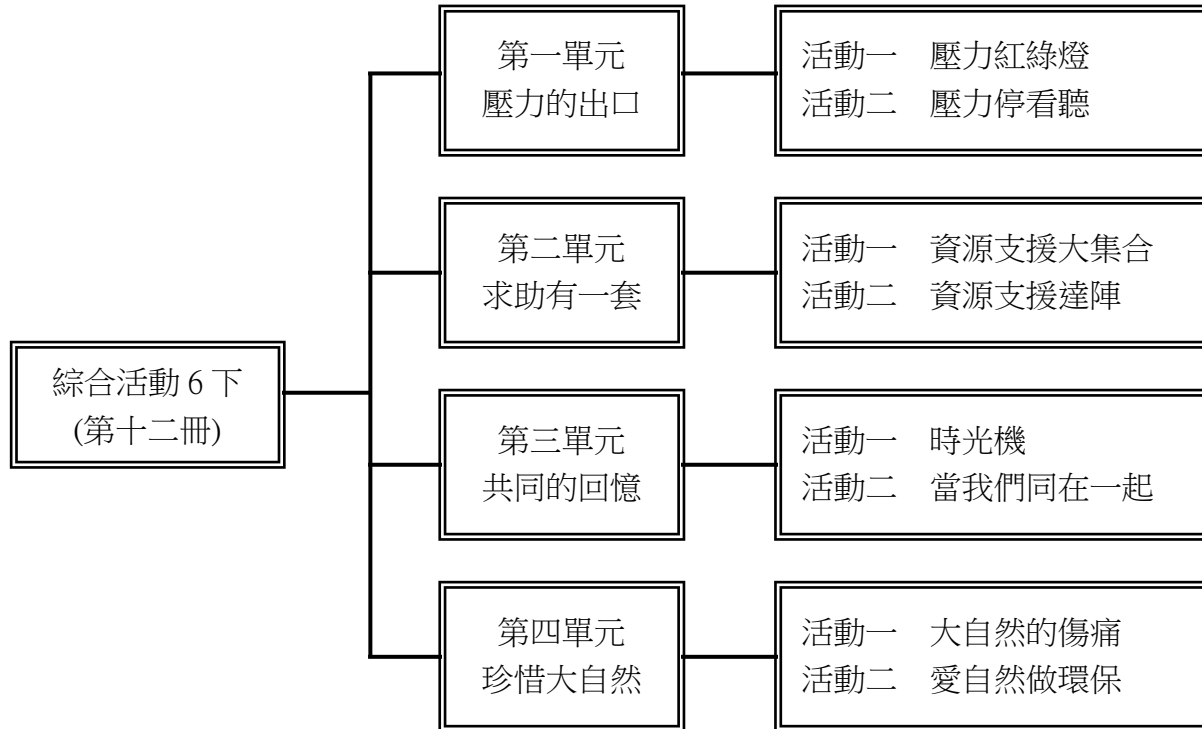 第一單元
壓力的出口
活動一　壓力紅綠燈
活動二　壓力停看聽
第二單元
求助有一套
活動一　資源支援大集合
活動二　資源支援達陣
綜合活動 6 下
(第十二冊)
第三單元
共同的回憶
活動一　時光機
活動二　當我們同在一起
第四單元
珍惜大自然
活動一　大自然的傷痛
活動二　愛自然做環保